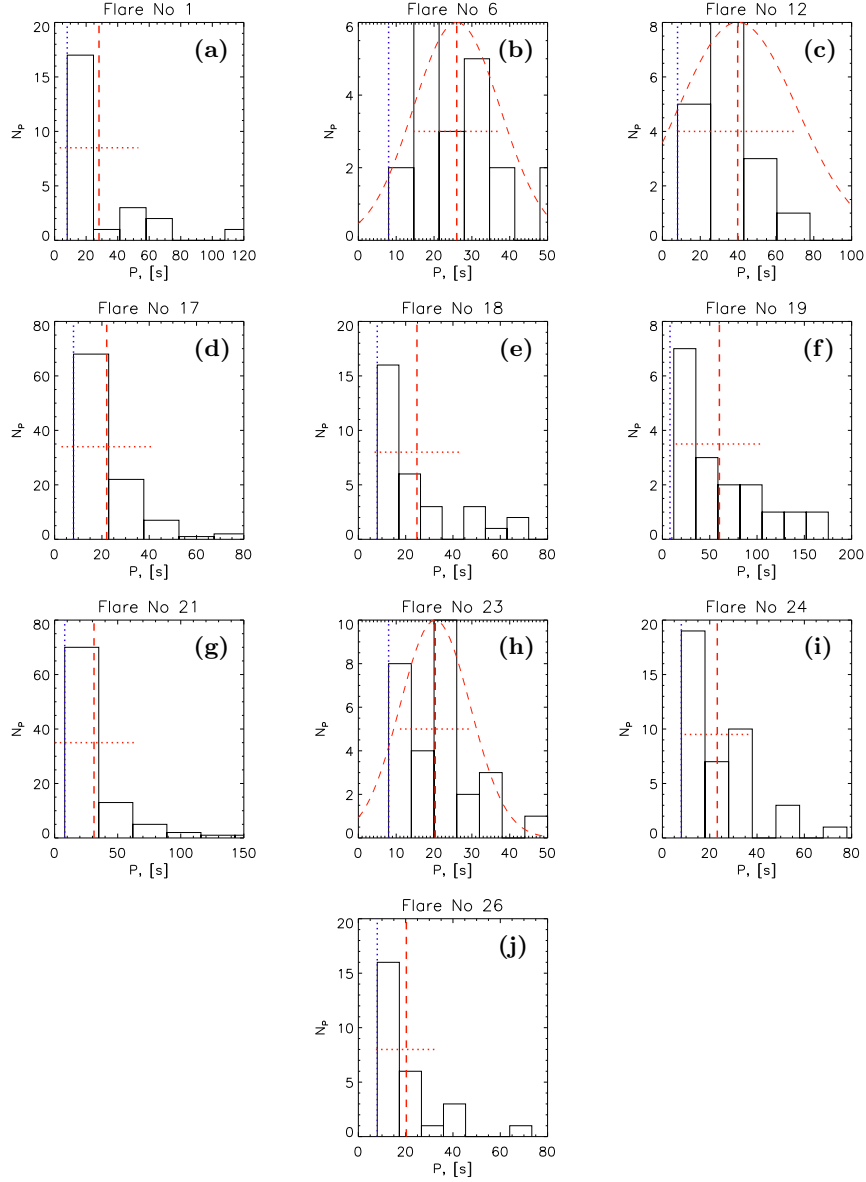 Flare No 1
(a)
20
15
10
5
0
N_P
0 20 40 60 80 100 120
P, [s]
Flare No 6
(b)
6
4
2
0
N_P
0 10 20 30 40 50
P, [s]
Flare No 12
(c)
8
6
4
2
0
N_P
0 20 40 60 80 100
P, [s]
Flare No 17
(d)
80
60
40
20
0
N_P
0 20 40 60 80
P, [s]
Flare No 18
(e)
20
15
10
5
0
N_P
0 20 40 60 80
P, [s]
Flare No 19
(f)
8
6
4
2
0
N_P
0 50 100 150 200
P, [s]
Flare No 21
(g)
80
60
40
20
0
N_P
0 50 100 150
P, [s]
Flare No 23
(h)
10
8
6
4
2
0
N_P
0 10 20 30 40 50
P, [s]
Flare No 24
(i)
20
15
10
5
0
N_P
0 20 40 60 80
P, [s]
Flare No 26
(j)
20
15
10
5
0
N_P
0 20 40 60 80
P, [s]